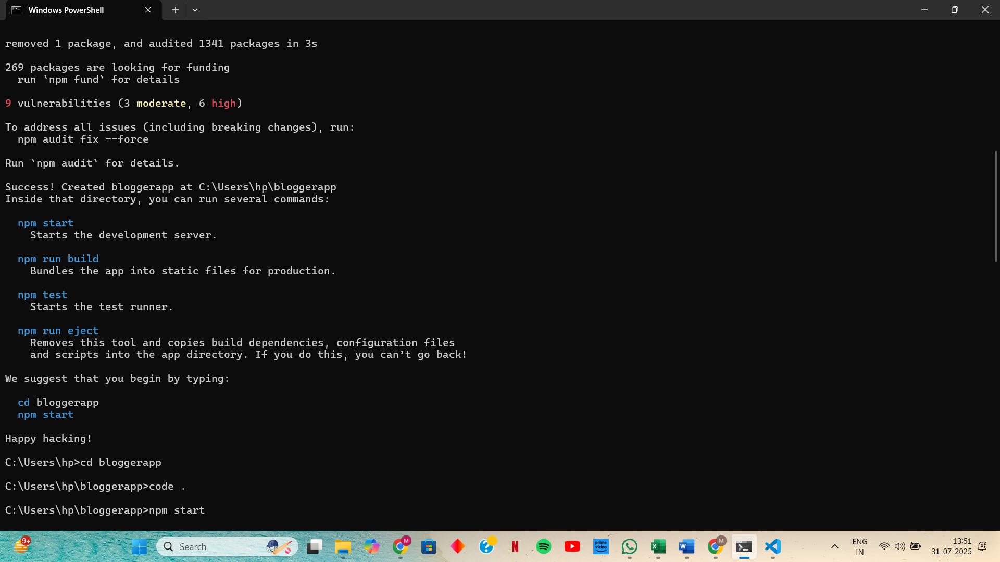 Windows PowerShell
removed 1 package, and audited 1341 packages in 3s
269 packages are looking for funding
run `npm fund` for details
9 vulnerabilities (3 moderate, 6 high)
To address all issues (including breaking changes), run:
npm audit fix --force
Run `npm audit` for details.
Success! Created bloggerapp at C:\Users\hp\bloggerapp
Inside that directory, you can run several commands:
npm start
Starts the development server.
npm run build
Bundles the app into static files for production.
npm test
Starts the test runner.
npm run eject
Removes this tool and copies build dependencies, configuration files
and scripts into the app directory. If you do this, you can’t go back!
We suggest that you begin by typing:
cd bloggerapp
npm start
Happy hacking!
C:\Users\hp>cd bloggerapp
C:\Users\hp\bloggerapp>code .
C:\Users\hp\bloggerapp>npm start
9+
Search
M
prime video
M
ENG
IN
13:51
31-07-2025